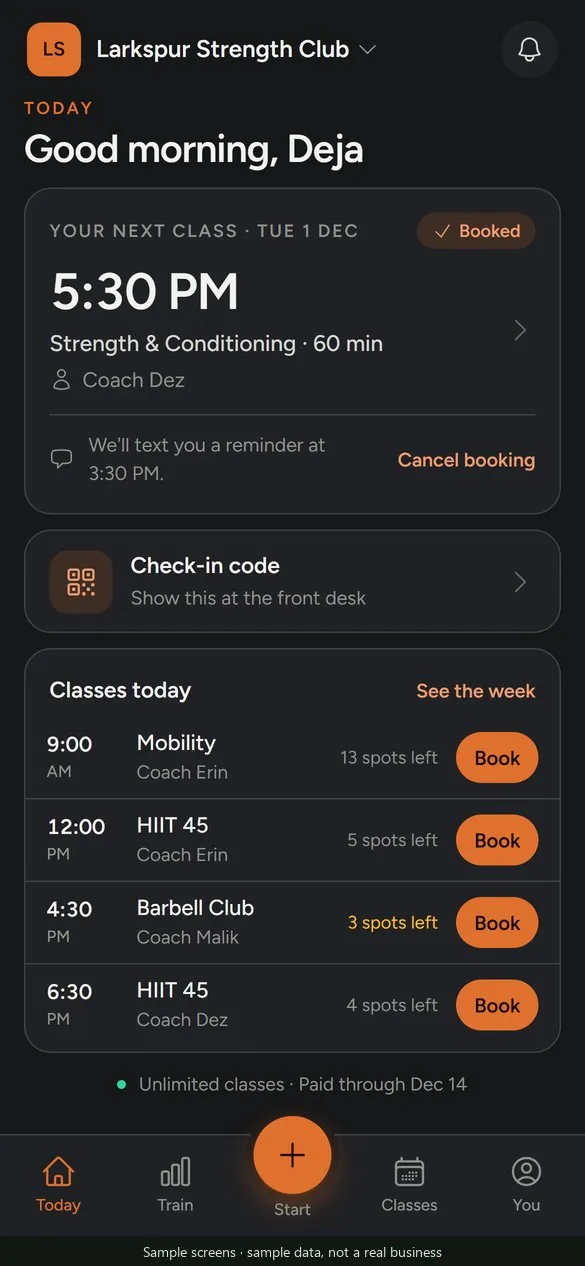 LS
Larkspur Strength Club
TODAY
Good morning, Deja
YOUR NEXT CLASS · TUE 1 DEC
Booked
5:30 PM
Strength & Conditioning · 60 min
Coach Dez
We'll text you a reminder at
3:30 PM.
Cancel booking
Check-in code
Show this at the front desk
Classes today
See the week
9:00
AM
Mobility
Coach Erin
13 spots left
Book
12:00
PM
HIIT 45
Coach Erin
5 spots left
Book
4:30
PM
Barbell Club
Coach Malik
3 spots left
Book
6:30
PM
HIIT 45
Coach Dez
4 spots left
Book
Unlimited classes · Paid through Dec 14
Today
Train
Start
Classes
You
Sample screens · sample data, not a real business